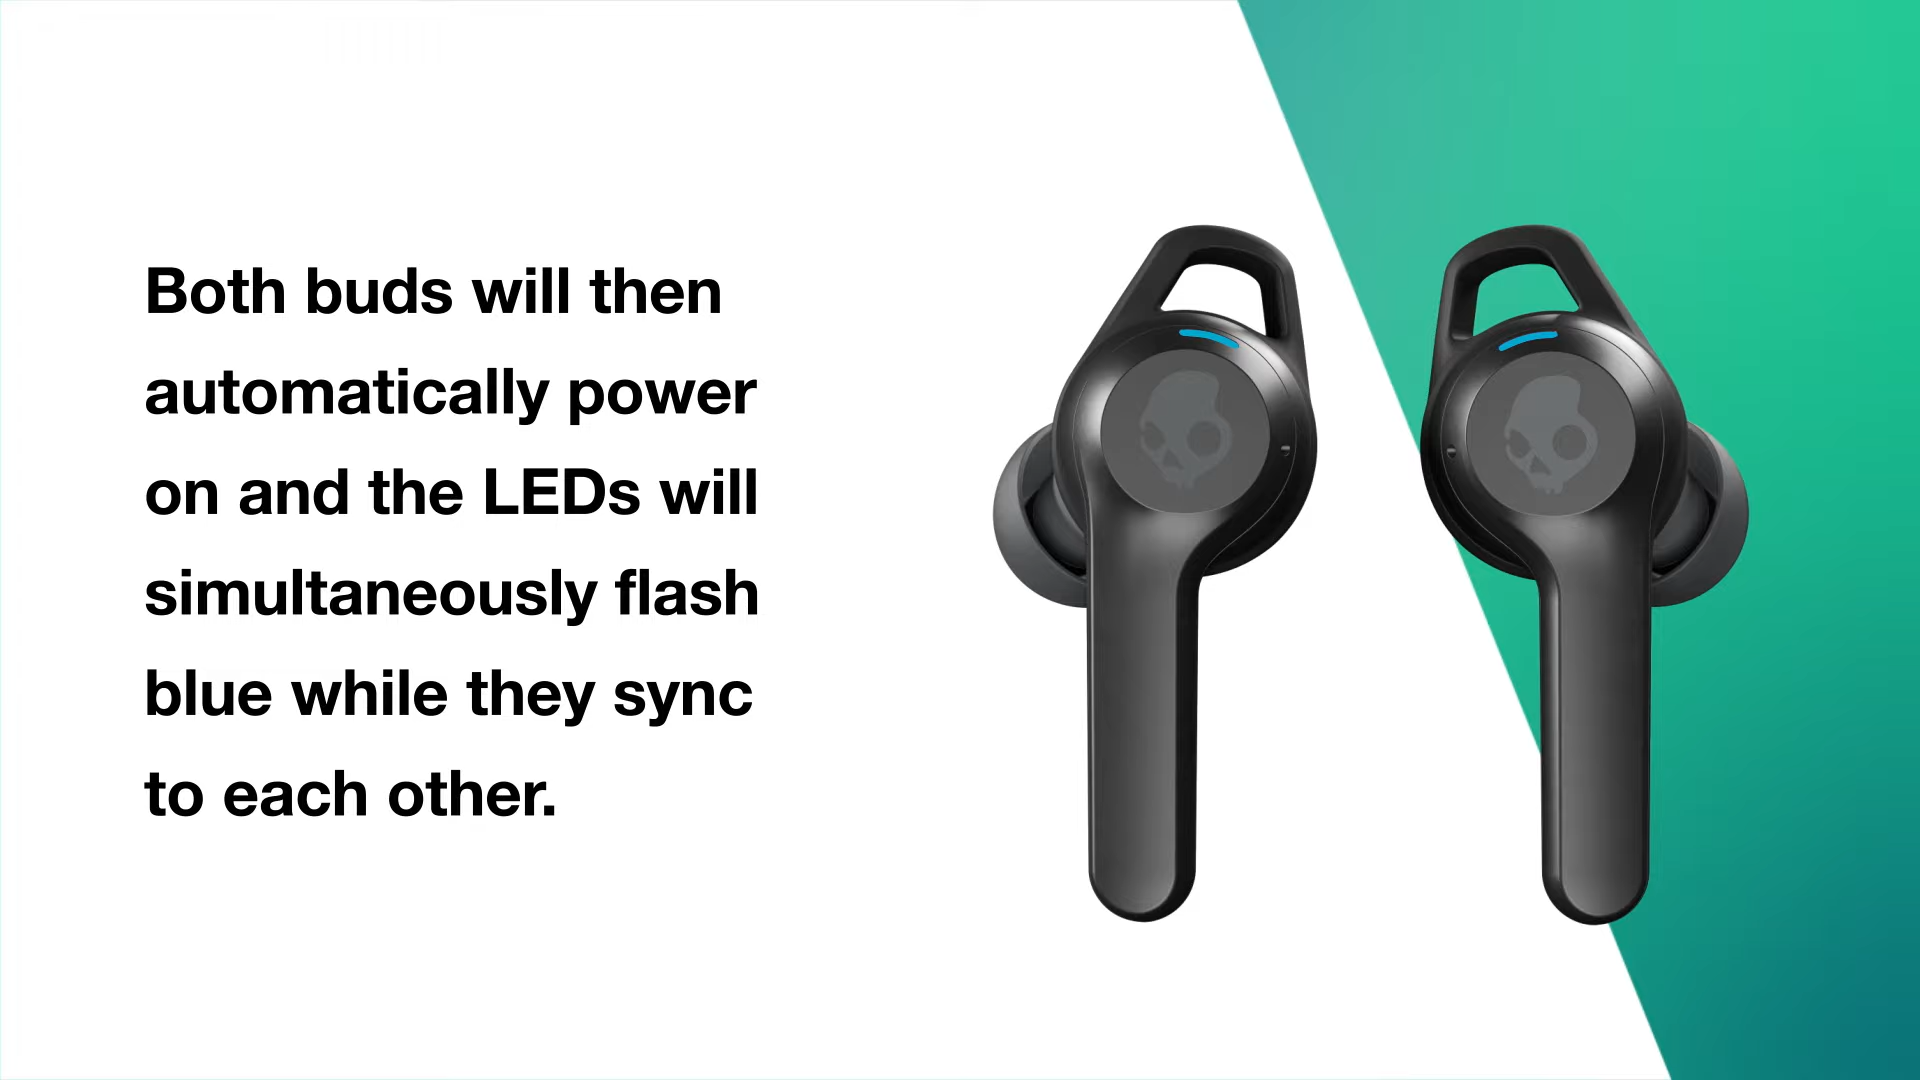 Both buds will then
automatically power
on and the LEDs will
simultaneously flash
blue while they sync
to each other.